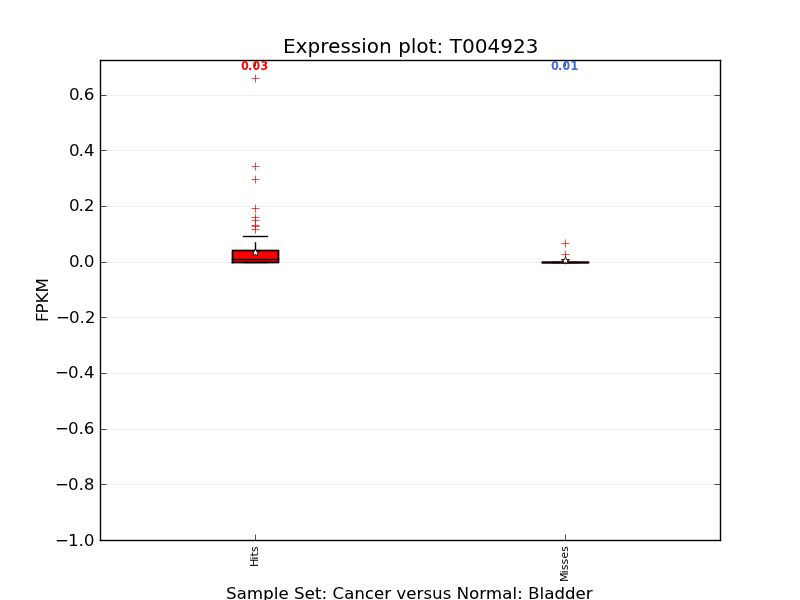 Expression plot: T004923
0.03
0.01
0.6
0.4
0.2
0.0
−0.2
−0.4
−0.6
−0.8
−1.0
FPKM
Hits
Misses
Sample Set: Cancer versus Normal: Bladder